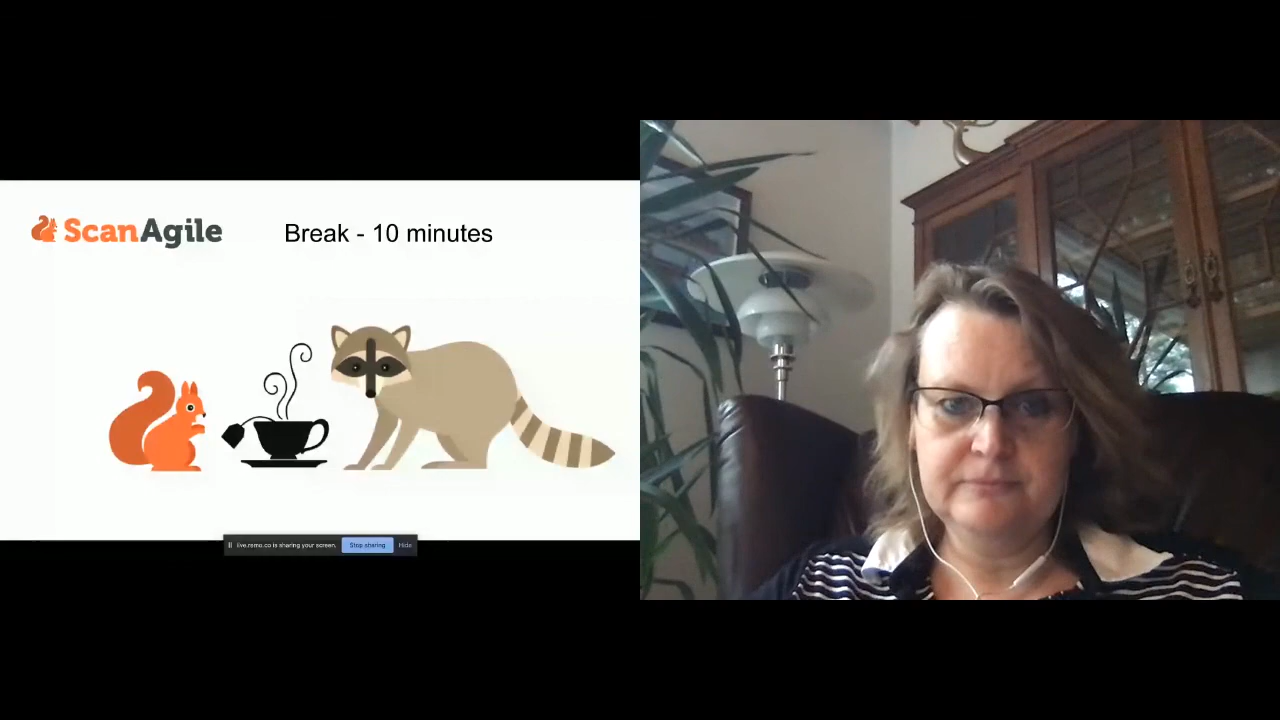 ScanAgile
Break - 10 minutes
live.remo.co is sharing your screen.
Stop sharing
Hide